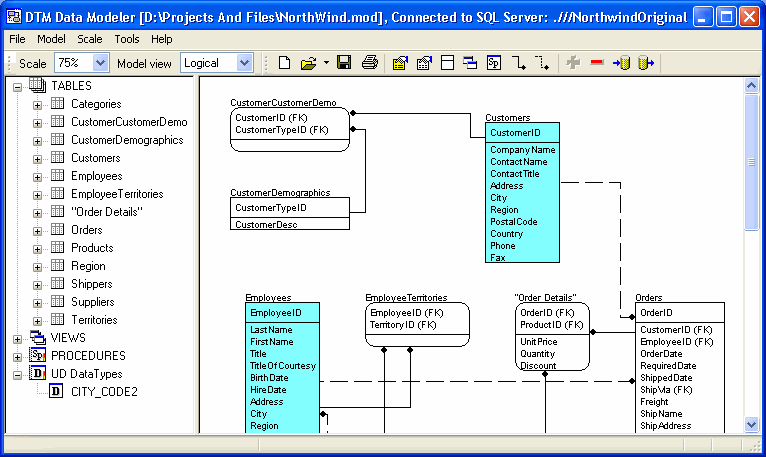 DTM Data Modeler [D:\Projects And Files\NorthWind.mod], Connected to SQL Server: .///NorthwindOriginal
File Model Scale Tools Help
Scale 75% Model view Logical
TABLES
Categories
CustomerCustomerDemo
CustomerDemographics
Customers
Employees
EmployeeTerritories
"Order Details"
Orders
Products
Region
Shippers
Suppliers
Territories
VIEWS
PROCEDURES
UD DataTypes
CITY_CODE2
CustomerCustomerDemo
CustomerID (FK)
CustomerTypeID (FK)
CustomerDemographics
CustomerTypeID
CustomerDesc
Customers
CustomerID
CompanyName
ContactName
ContactTitle
Address
City
Region
PostalCode
Country
Phone
Fax
Employees
EmployeeID
LastName
FirstName
Title
TitleOfCourtesy
BirthDate
HireDate
Address
City
Region
EmployeeTerritories
EmployeeID (FK)
TerritoryID (FK)
"Order Details"
OrderID (FK)
ProductID (FK)
UnitPrice
Quantity
Discount
Orders
OrderID
CustomerID (FK)
EmployeeID (FK)
OrderDate
RequiredDate
ShippedDate
ShipVia (FK)
Freight
ShipName
ShipAddress